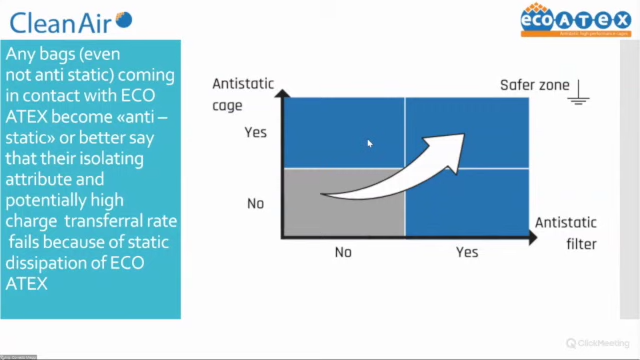 CleanAir
ecoATEX
Any bags (even
not anti static) coming
in contact with ECO
ATEX become «anti –
static» or better say
that their isolating
attribute and
potentially high
charge transferral rate
fails because of static
dissipation of ECO
ATEX
Antistatic
cage
Yes
No
Safer zone
Antistatic
filter
No
Yes
ClickMeeting